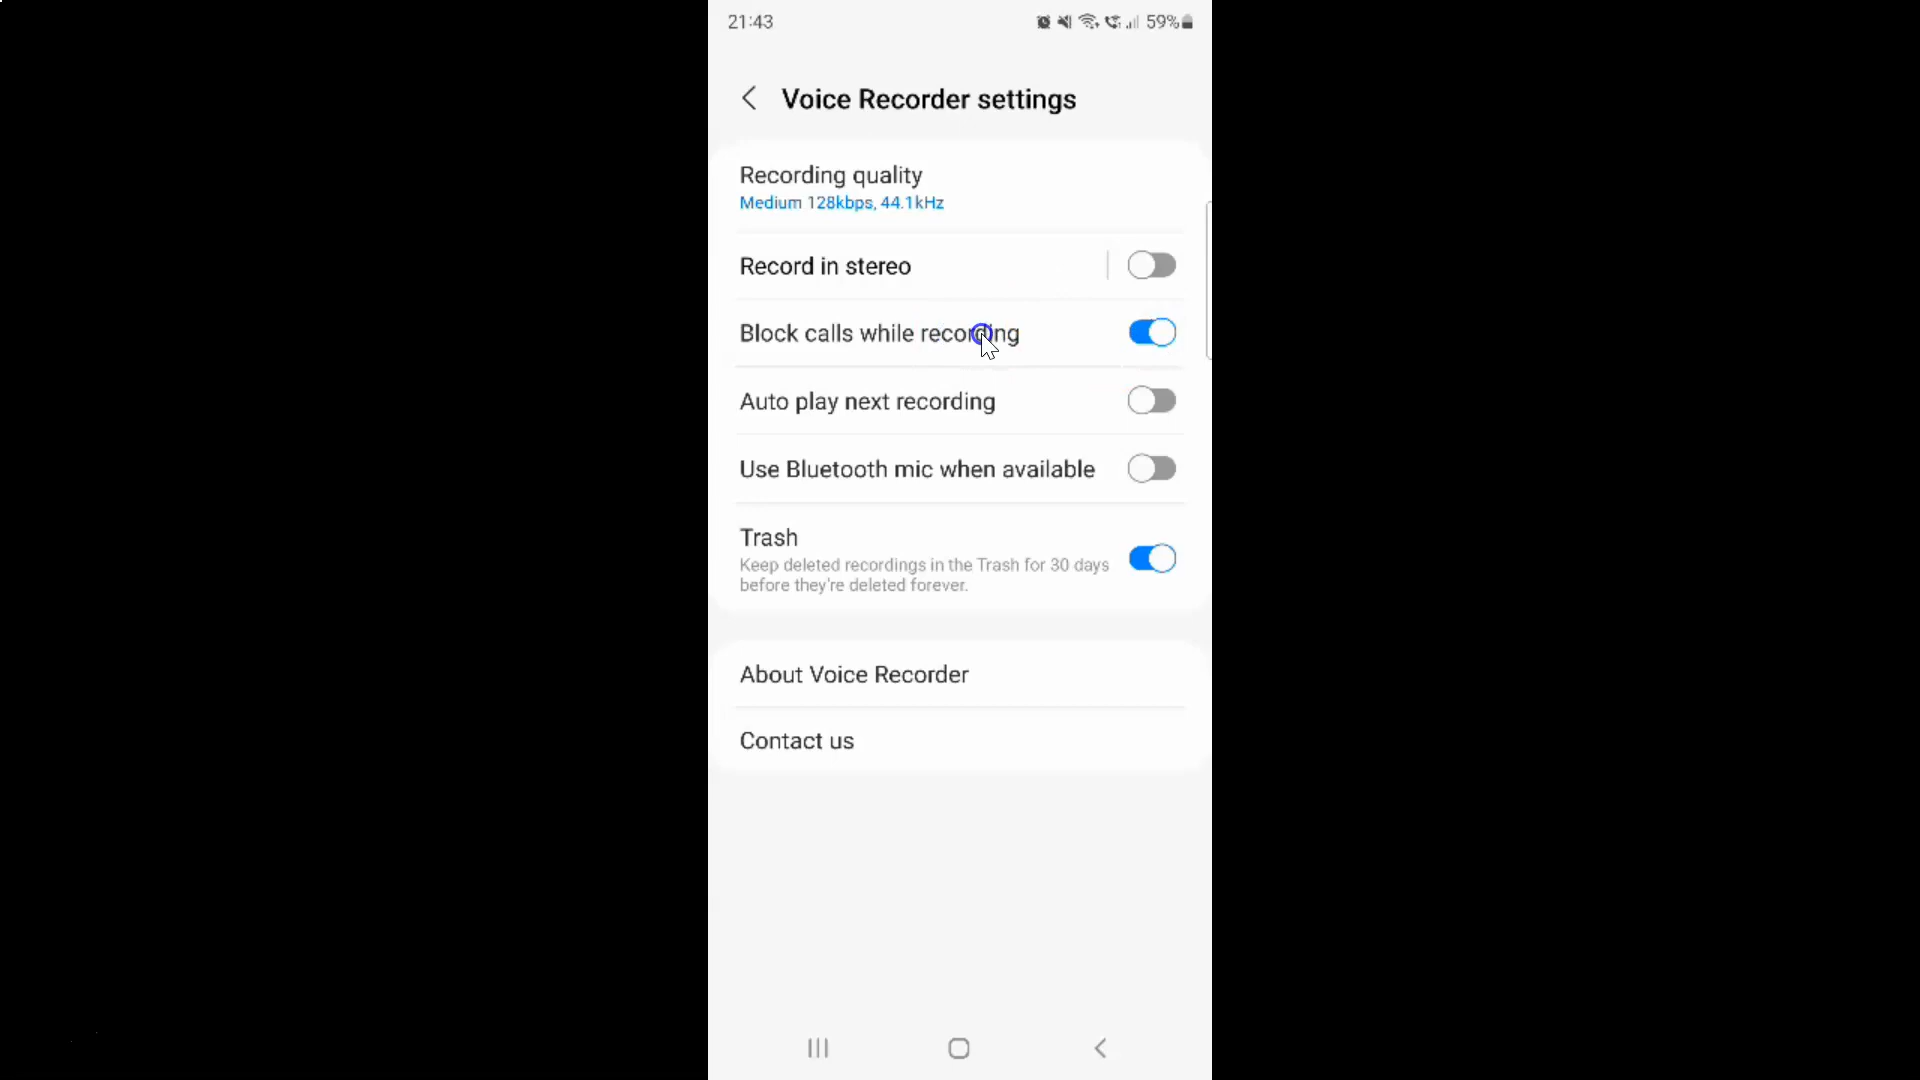 21:43
59%
Voice Recorder settings
Recording quality
Medium 128kbps, 44.1kHz
Record in stereo
Block calls while recording
Auto play next recording
Use Bluetooth mic when available
Trash
Keep deleted recordings in the Trash for 30 days
before they're deleted forever.
About Voice Recorder
Contact us